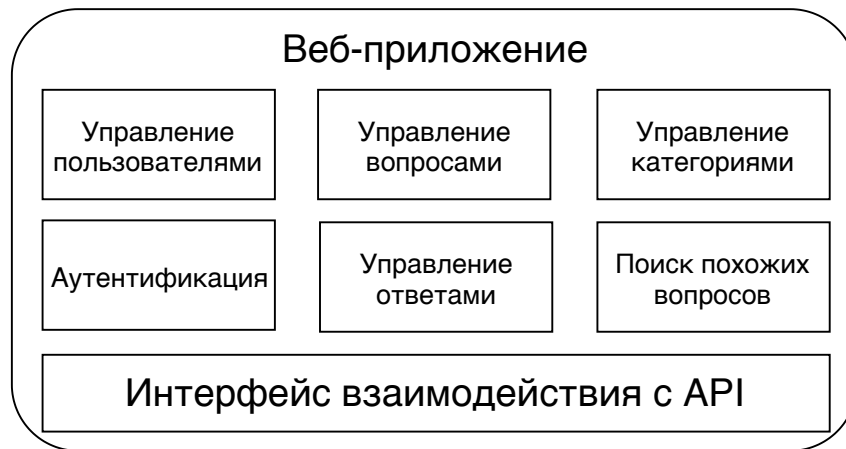 Веб-приложение
Управление
пользователями
Управление
вопросами
Управление
категориями
Аутентификация
Управление
ответами
Поиск похожих
вопросов
Интерфейс взаимодействия с API